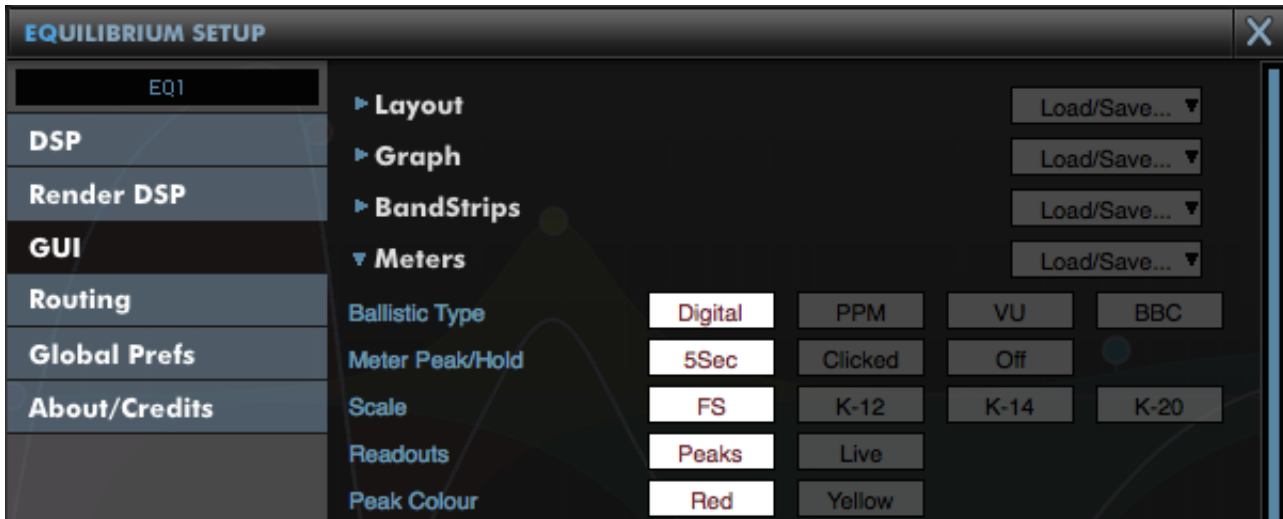 EQUILIBRIUM SETUP X
EQ1
DSP
Render DSP
GUI
Routing
Global Prefs
About/Credits
Layout Load/Save...
Graph Load/Save...
BandStrips Load/Save...
Meters Load/Save...
Ballistic Type Digital PPM VU BBC
Meter Peak/Hold 5Sec Clicked Off
Scale FS K-12 K-14 K-20
Readouts Peaks Live
Peak Colour Red Yellow